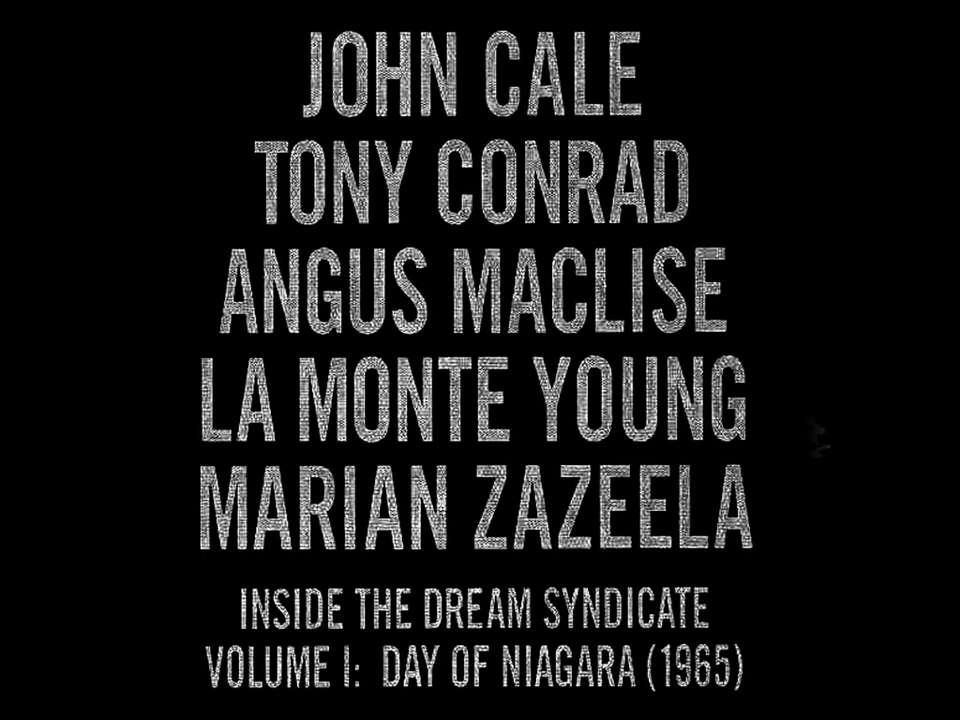 JOHN CALE
TONY CONRAD
ANGUS MACLISE
LA MONTE YOUNG
MARIAN ZAZEELA
INSIDE THE DREAM SYNDICATE
VOLUME I: DAY OF NIAGARA (1965)